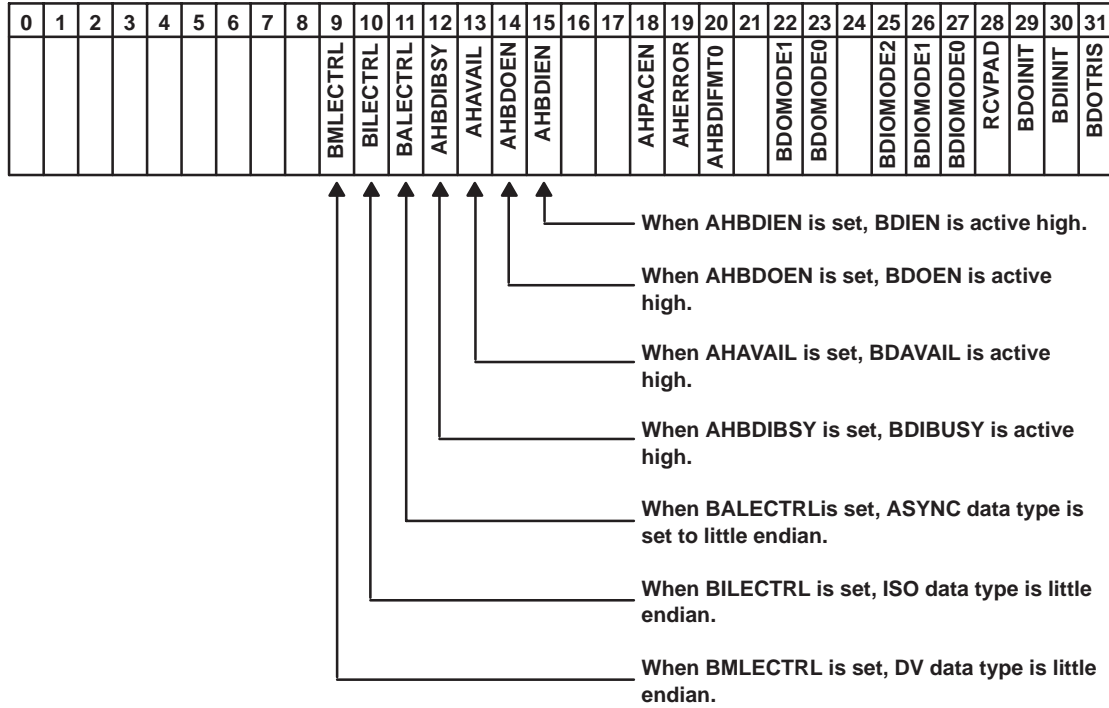 0 1 2 3 4 5 6 7 8 9 10 11 12 13 14 15 16 17 18 19 20 21 22 23 24 25 26 27 28 29 30 31
BMLECTRL
BILECTRL
BALECTRL
AHBDIBSY
AHAVAIL
AHBDOEN
AHBDIEN
AHPACEN
AHERROR
AHBDIFMT0
BDOMODE1
BDOMODE0
BDIOMODE2
BDIOMODE1
BDIOMODE0
RCVPAD
BDOINIT
BDIINIT
BDOTRIS
When AHBDIEN is set, BDIEN is active high.
When AHBDOEN is set, BDOEN is active
high.
When AHAVAIL is set, BDAVAIL is active
high.
When AHBDIBSY is set, BDIBUSY is active
high.
When BALECTRLis set, ASYNC data type is
set to little endian.
When BILECTRL is set, ISO data type is little
endian.
When BMLECTRL is set, DV data type is little
endian.